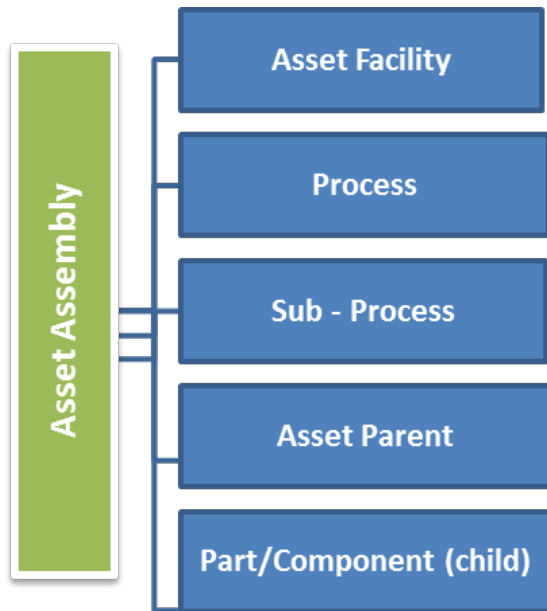 Asset Assembly
Asset Facility
Process
Sub - Process
Asset Parent
Part/Component (child)